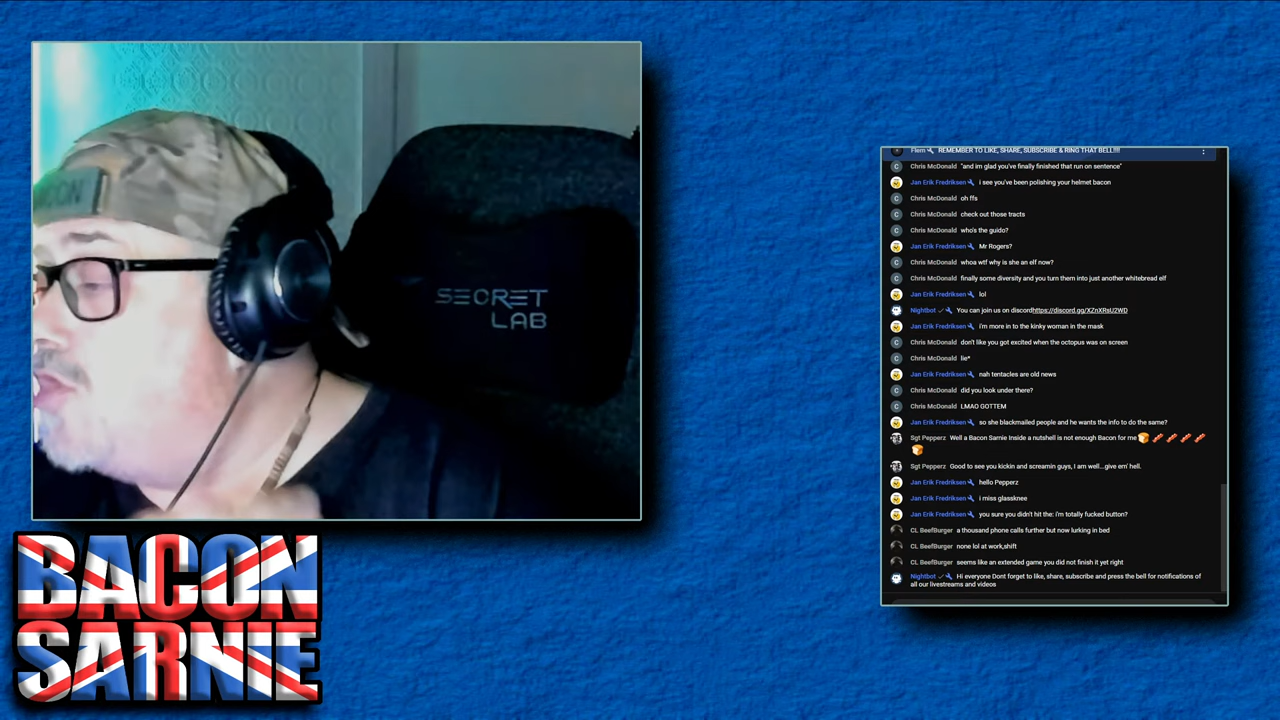 SECRET
LAB
BACON
SARNIE
Flem REMEMBER TO LIKE, SHARE, SUBSCRIBE & RING THAT BELL!!!!
Chris McDonald "and im glad you've finally finished that run on sentence"
Jan Erik Fredriksen i see you've been polishing your helmet bacon
Chris McDonald oh ffs
Chris McDonald check out those tracts
Chris McDonald who's the guido?
Jan Erik Fredriksen Mr Rogers?
Chris McDonald whoa wtf why is she an elf now?
Chris McDonald finally some diversity and you turn them into just another whitebread elf
Jan Erik Fredriksen lol
Nightbot You can join us on discordhttps://discord.gg/XZnXRsU2WD
Jan Erik Fredriksen i'm more in to the kinky woman in the mask
Chris McDonald don't like you got excited when the octopus was on screen
Chris McDonald lie*
Jan Erik Fredriksen nah tentacles are old news
Chris McDonald did you look under there?
Chris McDonald LMAO GOTTEM
Jan Erik Fredriksen so she blackmailed people and he wants the info to do the same?
Sgt Pepperz Well a Bacon Sarnie Inside a nutshell is not enough Bacon for me 🍞 🥓 🥓 🥓 🥓
🍞
Sgt Pepperz Good to see you kickin and screamin guys, I am well...give em' hell.
Jan Erik Fredriksen hello Pepperz
Jan Erik Fredriksen i miss glassknee
Jan Erik Fredriksen you sure you didn't hit the: i'm totally fucked button?
CL BeefBurger a thousand phone calls further but now lurking in bed
CL BeefBurger none lol at work,shift
CL BeefBurger seems like an extended game you did not finish it yet right
Nightbot Hi everyone Dont forget to like, share, subscribe and press the bell for notifications of
all our livestreams and videos